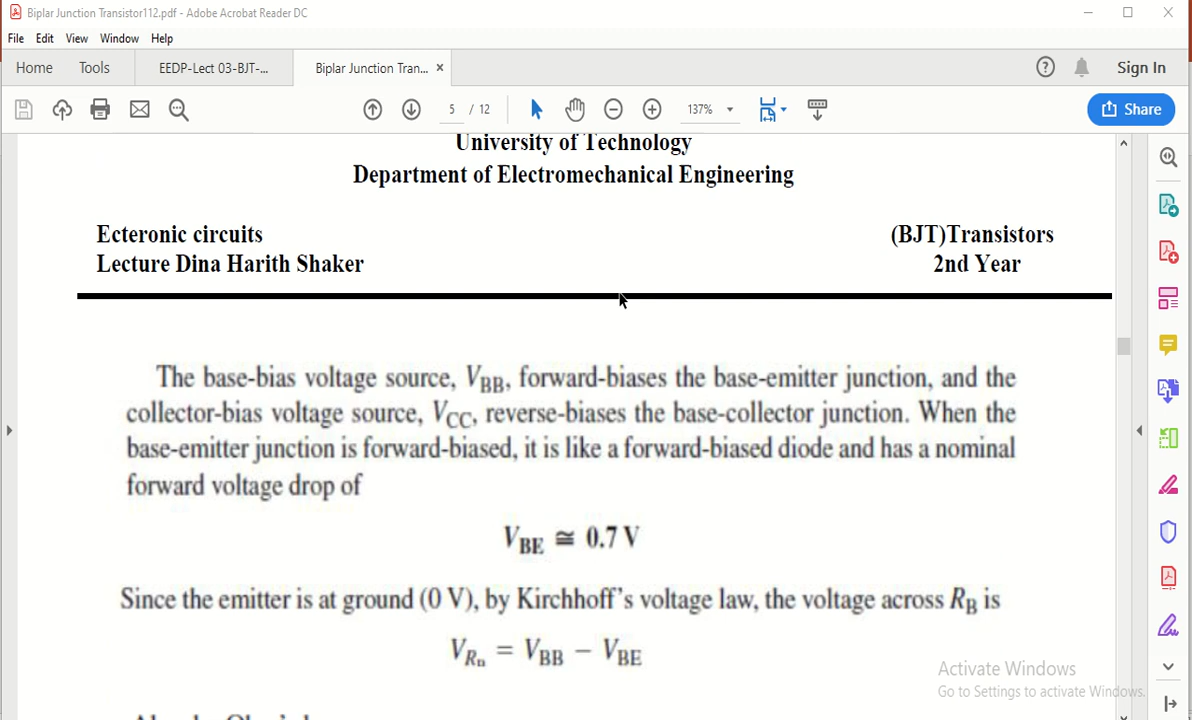 Biplar Junction Transistor112.pdf - Adobe Acrobat Reader DC
File Edit View Window Help
Home Tools EEDP-Lect 03-BJT-... Biplar Junction Tran... × Sign In
5 / 12 137% Share
University of Technology
Department of Electromechanical Engineering
Ecteronic circuits (BJT)Transistors
Lecture Dina Harith Shaker 2nd Year
The base-bias voltage source, VBB, forward-biases the base-emitter junction, and the
collector-bias voltage source, VCC, reverse-biases the base-collector junction. When the
base-emitter junction is forward-biased, it is like a forward-biased diode and has a nominal
forward voltage drop of
VBE ≅ 0.7 V
Since the emitter is at ground (0 V), by Kirchhoff's voltage law, the voltage across RB is
VRB = VBB − VBE
Activate Windows
Go to Settings to activate Windows.